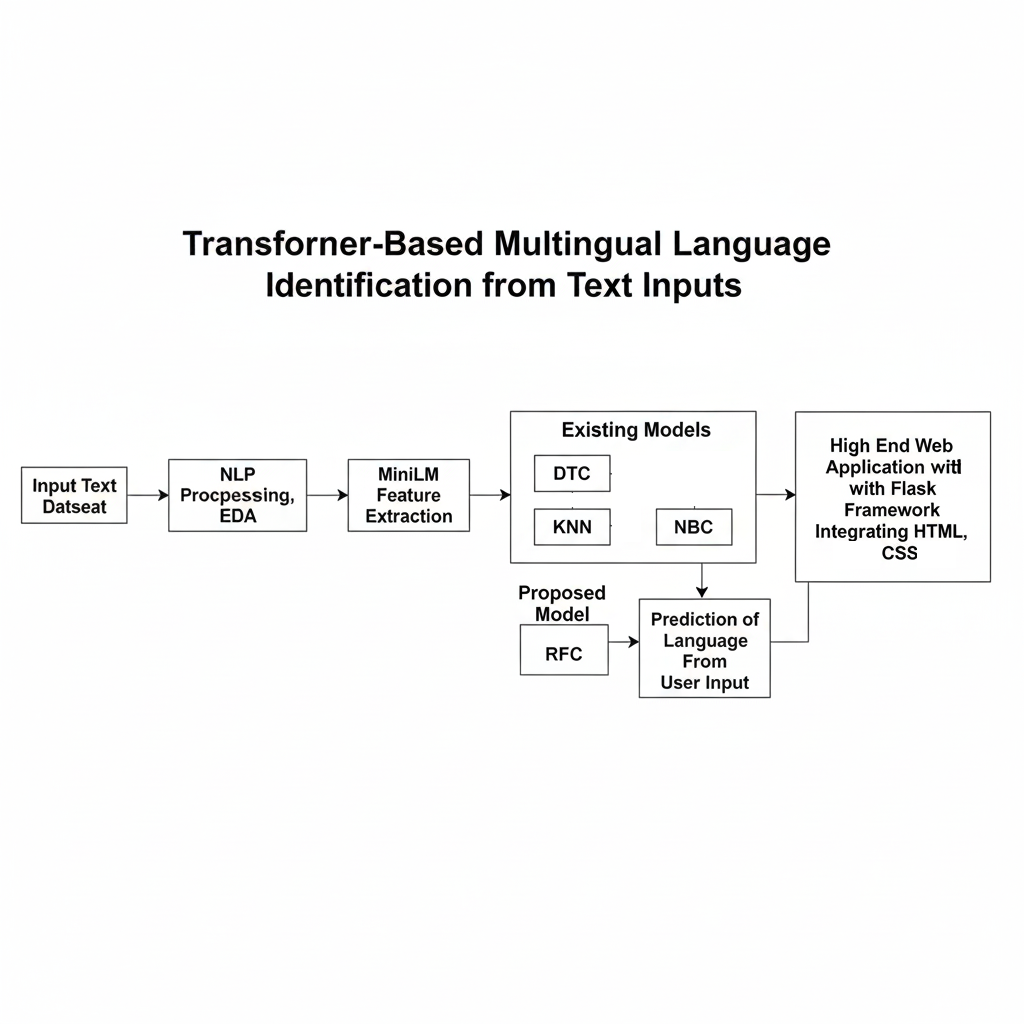 Transforner-Based Multingual Language
Identification from Text Inputs
Input Text
Datseat
NLP
Procpessing,
EDA
MiniLM
Feature
Extraction
Existing Models
DTC
KNN
NBC
Proposed
Model
RFC
Prediction of
Language
From
User Input
High End Web
Application witl
with Flask
Framework
Integrating HTML,
CSS